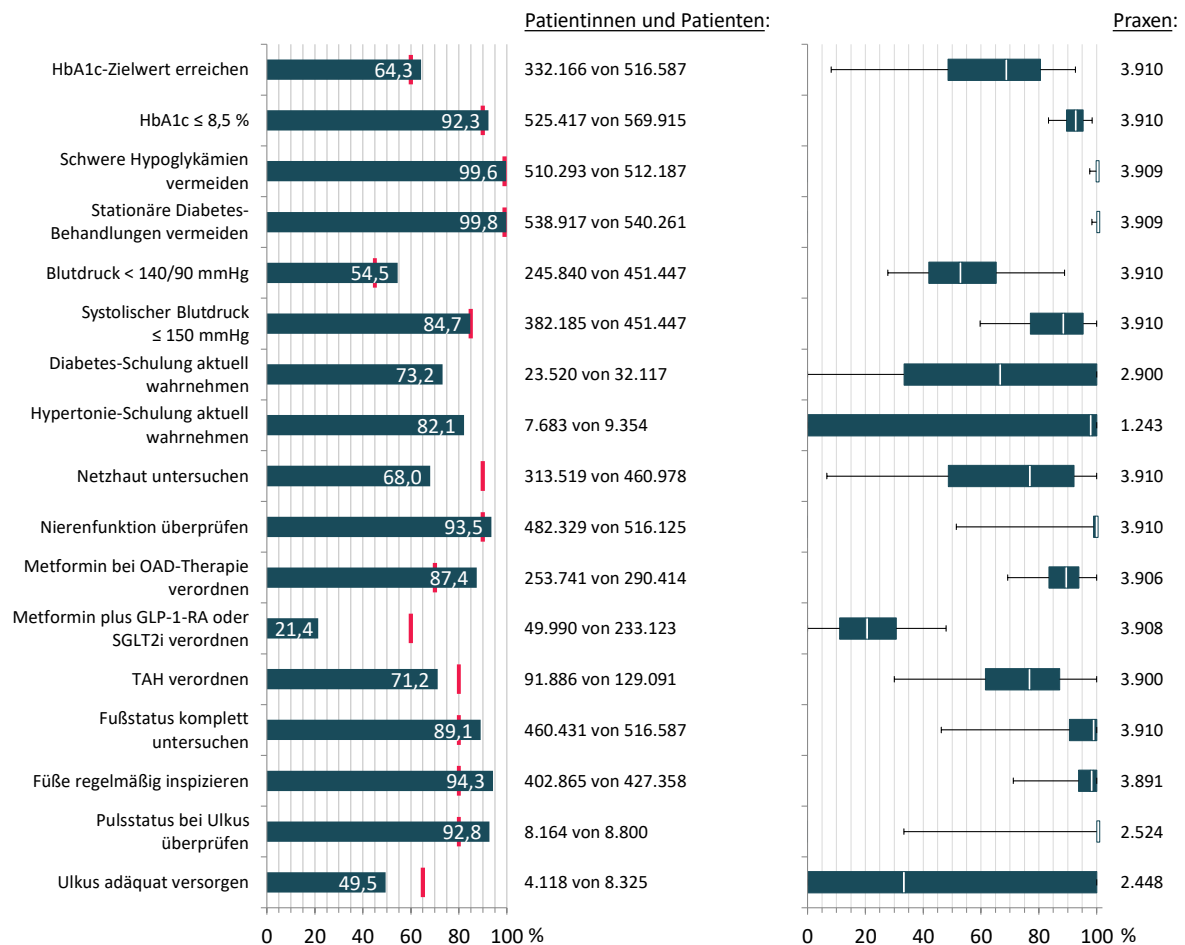 Patientinnen und Patienten: Praxen:
HbA1c-Zielwert erreichen 64,3 332.166 von 516.587 3.910
HbA1c ≤ 8,5 % 92,3 525.417 von 569.915 3.910
Schwere Hypoglykämien
vermeiden 99,6 510.293 von 512.187 3.909
Stationäre Diabetes-
Behandlungen vermeiden 99,8 538.917 von 540.261 3.909
Blutdruck < 140/90 mmHg 54,5 245.840 von 451.447 3.910
Systolischer Blutdruck
≤ 150 mmHg 84,7 382.185 von 451.447 3.910
Diabetes-Schulung aktuell
wahrnehmen 73,2 23.520 von 32.117 2.900
Hypertonie-Schulung aktuell
wahrnehmen 82,1 7.683 von 9.354 1.243
Netzhaut untersuchen 68,0 313.519 von 460.978 3.910
Nierenfunktion überprüfen 93,5 482.329 von 516.125 3.910
Metformin bei OAD-Therapie
verordnen 87,4 253.741 von 290.414 3.906
Metformin plus GLP-1-RA oder
SGLT2i verordnen 21,4 49.990 von 233.123 3.908
TAH verordnen 71,2 91.886 von 129.091 3.900
Fußstatus komplett
untersuchen 89,1 460.431 von 516.587 3.910
Füße regelmäßig inspizieren 94,3 402.865 von 427.358 3.891
Pulsstatus bei Ulkus
überprüfen 92,8 8.164 von 8.800 2.524
Ulkus adäquat versorgen 49,5 4.118 von 8.325 2.448
0 20 40 60 80 100 % 0 20 40 60 80 100 %